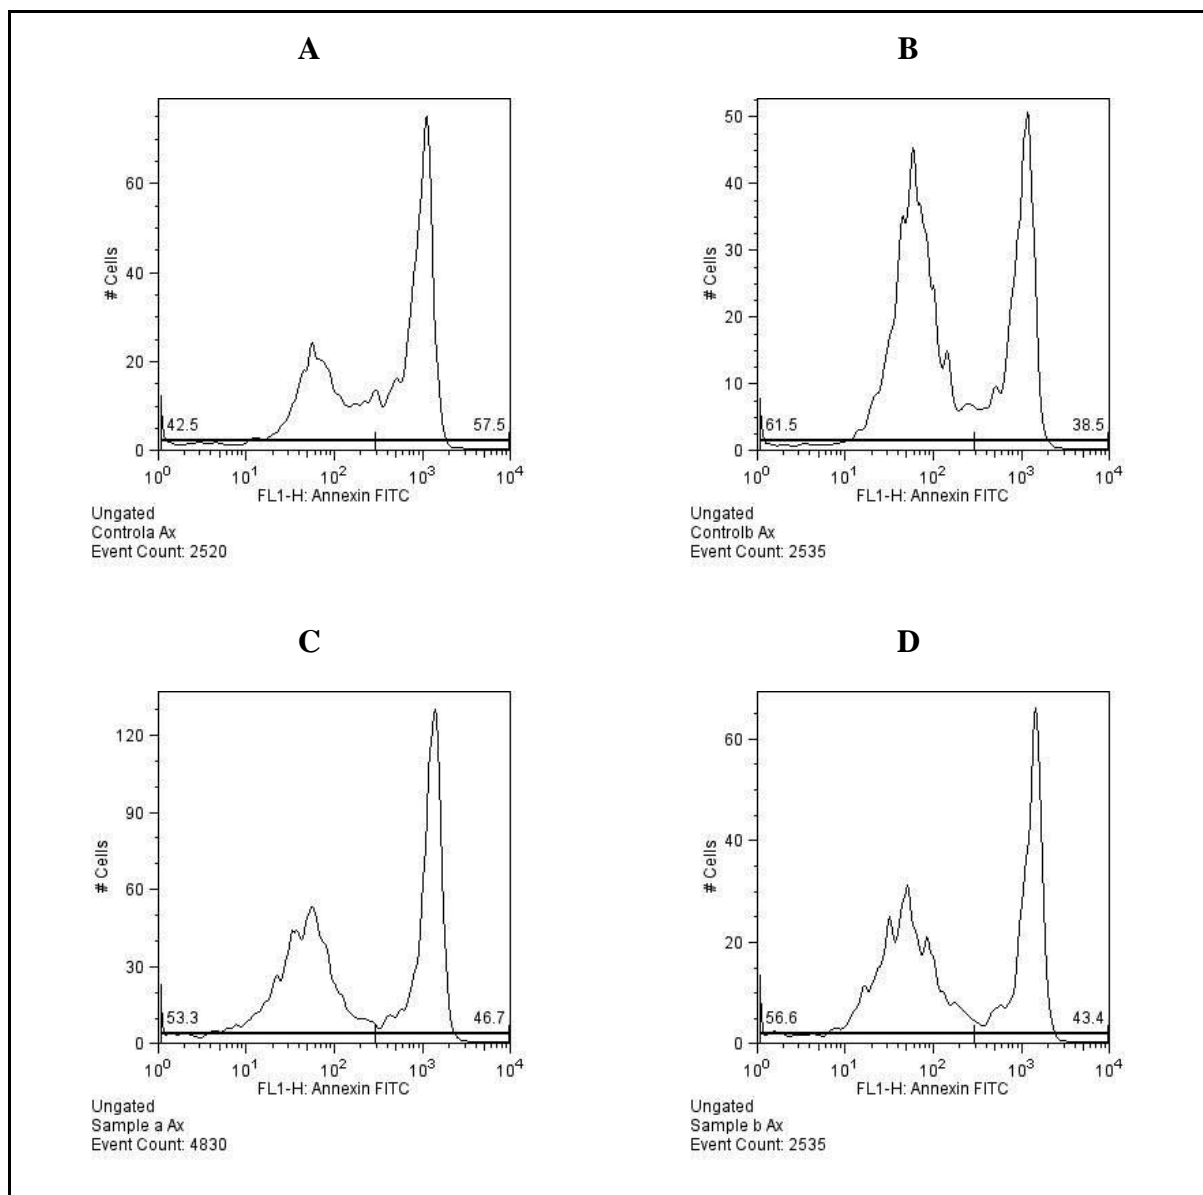 A
B
# Cells
60
40
20
0
42.5
57.5
10^0 10^1 10^2 10^3 10^4
FL1-H: Annexin FITC
Ungated
Controla Ax
Event Count: 2520
# Cells
50
40
30
20
10
0
61.5
38.5
10^0 10^1 10^2 10^3 10^4
FL1-H: Annexin FITC
Ungated
Controlb Ax
Event Count: 2535
C
D
# Cells
120
90
60
30
0
53.3
46.7
10^0 10^1 10^2 10^3 10^4
FL1-H: Annexin FITC
Ungated
Sample a Ax
Event Count: 4830
# Cells
60
40
20
0
56.6
43.4
10^0 10^1 10^2 10^3 10^4
FL1-H: Annexin FITC
Ungated
Sample b Ax
Event Count: 2535